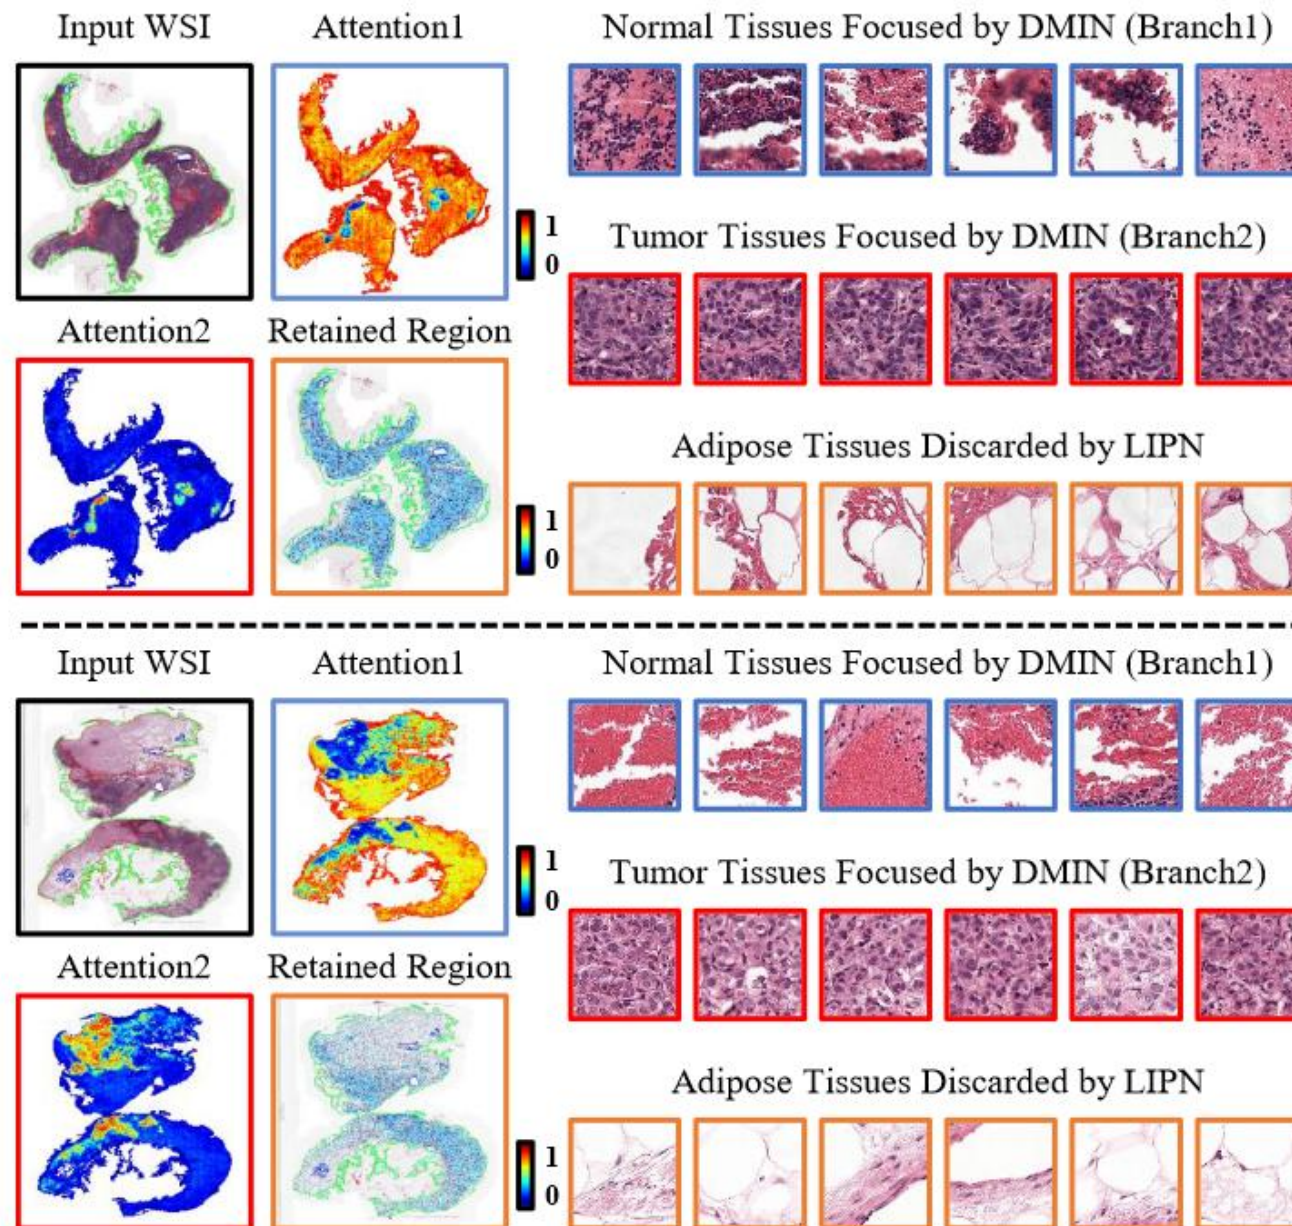 Input WSI
Attention1
Normal Tissues Focused by DMIN (Branch1)
1
0
Tumor Tissues Focused by DMIN (Branch2)
Attention2
Retained Region
Adipose Tissues Discarded by LIPN
1
0
Input WSI
Attention1
Normal Tissues Focused by DMIN (Branch1)
1
0
Tumor Tissues Focused by DMIN (Branch2)
Attention2
Retained Region
Adipose Tissues Discarded by LIPN
1
0